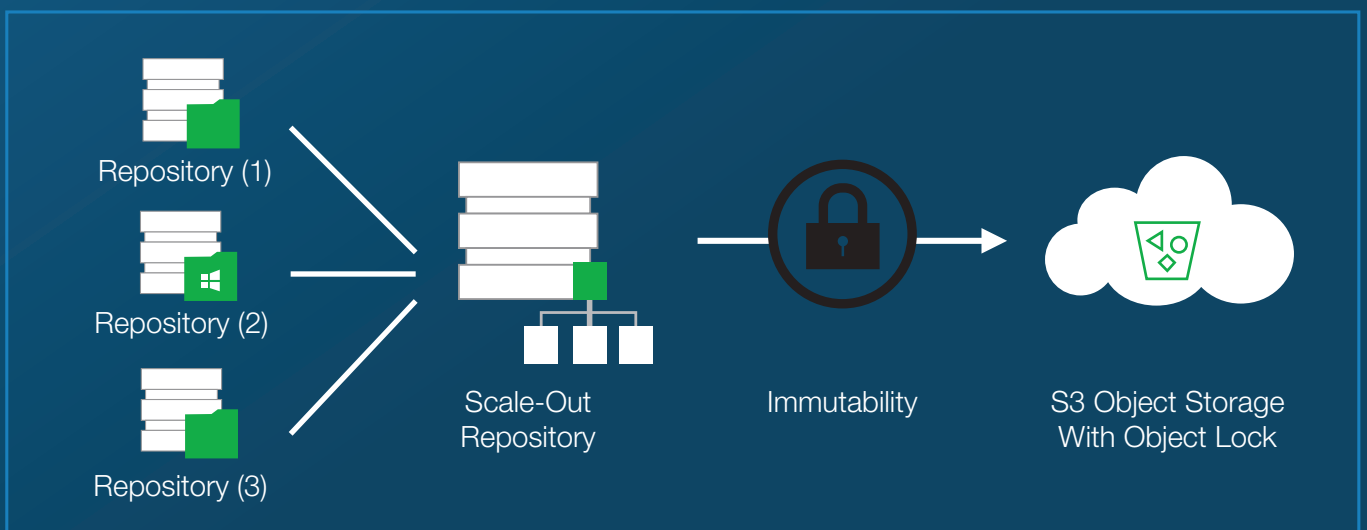 Repository (1)
Repository (2)
Repository (3)
Scale-Out
Repository
Immutability
S3 Object Storage
With Object Lock